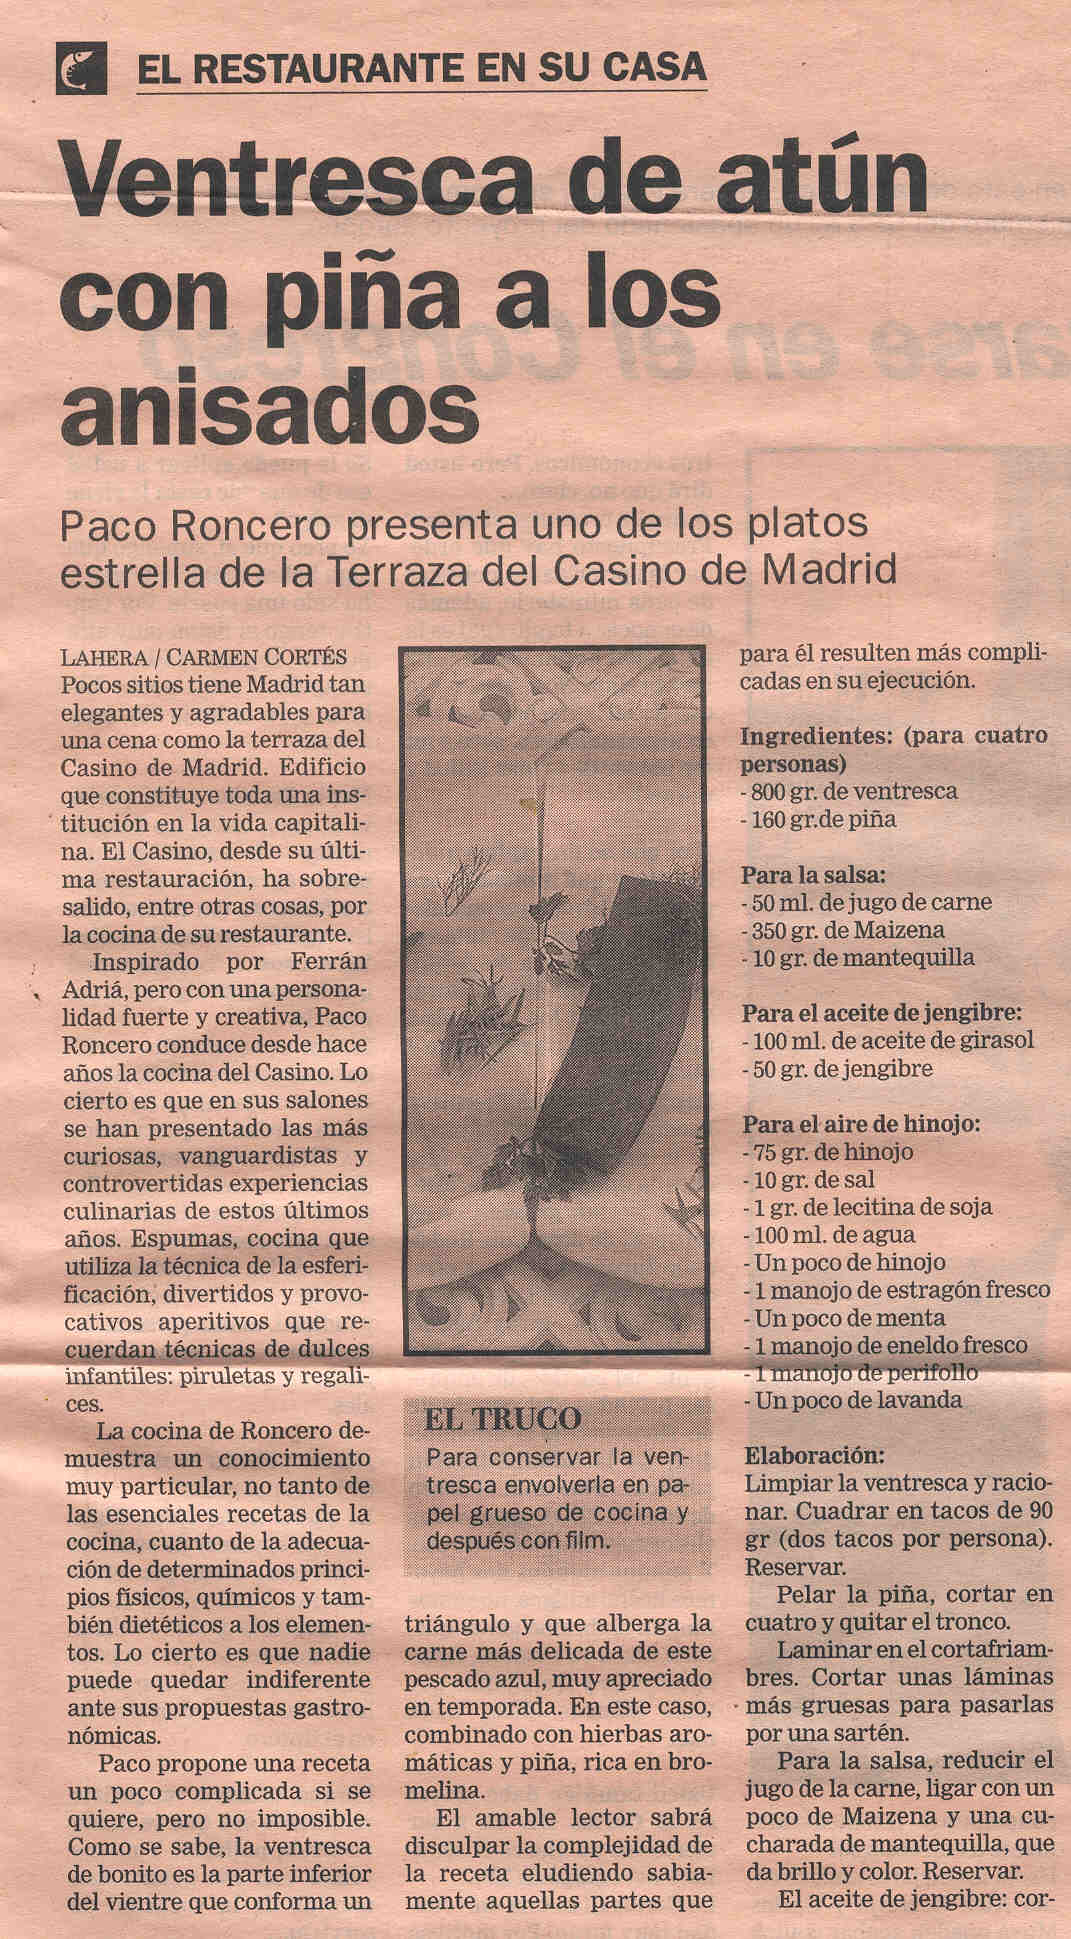 EL RESTAURANTE EN SU CASA
Ventresca de atún
con piña a los
anisados
Paco Roncero presenta uno de los platos
estrella de la Terraza del Casino de Madrid
LAHERA / CARMEN CORTÉS
Pocos sitios tiene Madrid tan
elegantes y agradables para
una cena como la terraza del
Casino de Madrid. Edificio
que constituye toda una ins-
titución en la vida capitali-
na. El Casino, desde su últi-
ma restauración, ha sobre-
salido, entre otras cosas, por
la cocina de su restaurante.
Inspirado por Ferrán
Adriá, pero con una persona-
lidad fuerte y creativa, Paco
Roncero conduce desde hace
años la cocina del Casino. Lo
cierto es que en sus salones
se han presentado las más
curiosas, vanguardistas y
controvertidas experiencias
culinarias de estos últimos
años. Espumas, cocina que
utiliza la técnica de la esferi-
ficación, divertidos y provo-
cativos aperitivos que re-
cuerdan técnicas de dulces
infantiles: piruletas y regali-
ces.
La cocina de Roncero de-
muestra un conocimiento
muy particular, no tanto de
las esenciales recetas de la
cocina, cuanto de la adecua-
ción de determinados princi-
pios físicos, químicos y tam-
bién dietéticos a los elemen-
tos. Lo cierto es que nadie
puede quedar indiferente
ante sus propuestas gastro-
nómicas.
Paco propone una receta
un poco complicada si se
quiere, pero no imposible.
Como se sabe, la ventresca
de bonito es la parte inferior
del vientre que conforma un
EL TRUCO
Para conservar la ven-
tresca envolverla en pa-
pel grueso de cocina y
después con film.
triángulo y que alberga la
carne más delicada de este
pescado azul, muy apreciado
en temporada. En este caso,
combinado con hierbas aro-
máticas y piña, rica en bro-
melina.
El amable lector sabrá
disculpar la complejidad de
la receta eludiendo sabia-
mente aquellas partes que
para él resulten más compli-
cadas en su ejecución.
Ingredientes: (para cuatro
personas)
- 800 gr. de ventresca
- 160 gr.de piña
Para la salsa:
- 50 ml. de jugo de carne
- 350 gr. de Maizena
- 10 gr. de mantequilla
Para el aceite de jengibre:
- 100 ml. de aceite de girasol
- 50 gr. de jengibre
Para el aire de hinojo:
- 75 gr. de hinojo
- 10 gr. de sal
- 1 gr. de lecitina de soja
- 100 ml. de agua
- Un poco de hinojo
- 1 manojo de estragón fresco
- Un poco de menta
- 1 manojo de eneldo fresco
- 1 manojo de perifollo
- Un poco de lavanda
Elaboración:
Limpiar la ventresca y racio-
nar. Cuadrar en tacos de 90
gr (dos tacos por persona).
Reservar.
Pelar la piña, cortar en
cuatro y quitar el tronco.
Laminar en el cortafriam-
bres. Cortar unas láminas
más gruesas para pasarlas
por una sartén.
Para la salsa, reducir el
jugo de la carne, ligar con un
poco de Maizena y una cu-
charada de mantequilla, que
da brillo y color. Reservar.
El aceite de jengibre: cor-